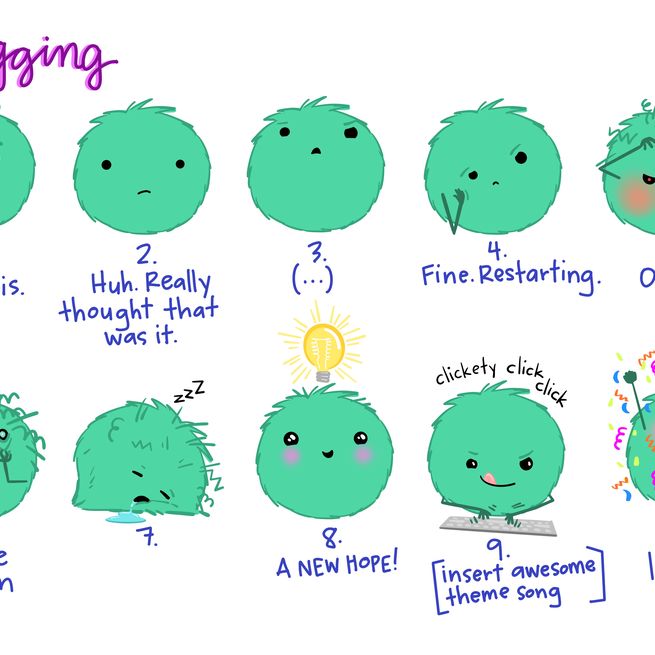 gging
is.
2.
Huh. Really
thought that
was it.
3.
(...)
4.
Fine. Restarting.
zzZ
7.
8.
A NEW HOPE!
clickety click
click
9.
[insert awesome
theme song]